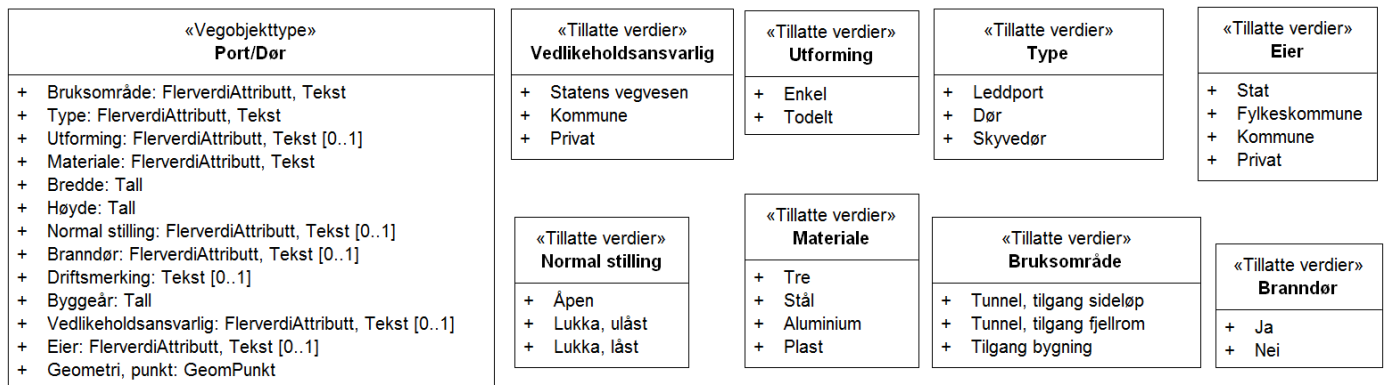 «Vegobjekttype»
Port/Dør
+ Bruksområde: FlerverdiAttributt, Tekst
+ Type: FlerverdiAttributt, Tekst
+ Utforming: FlerverdiAttributt, Tekst [0..1]
+ Materiale: FlerverdiAttributt, Tekst
+ Bredde: Tall
+ Høyde: Tall
+ Normal stilling: FlerverdiAttributt, Tekst [0..1]
+ Branndør: FlerverdiAttributt, Tekst [0..1]
+ Driftsmerking: Tekst [0..1]
+ Byggeår: Tall
+ Vedlikeholdsansvarlig: FlerverdiAttributt, Tekst [0..1]
+ Eier: FlerverdiAttributt, Tekst [0..1]
+ Geometri, punkt: GeomPunkt
«Tillatte verdier»
Vedlikeholdsansvarlig
+ Statens vegvesen
+ Kommune
+ Privat
«Tillatte verdier»
Utforming
+ Enkel
+ Todelt
«Tillatte verdier»
Type
+ Leddport
+ Dør
+ Skyvedør
«Tillatte verdier»
Eier
+ Stat
+ Fylkeskommune
+ Kommune
+ Privat
«Tillatte verdier»
Normal stilling
+ Åpen
+ Lukka, ulåst
+ Lukka, låst
«Tillatte verdier»
Materiale
+ Tre
+ Stål
+ Aluminium
+ Plast
«Tillatte verdier»
Bruksområde
+ Tunnel, tilgang sideløp
+ Tunnel, tilgang fjellrom
+ Tilgang bygning
«Tillatte verdier»
Branndør
+ Ja
+ Nei